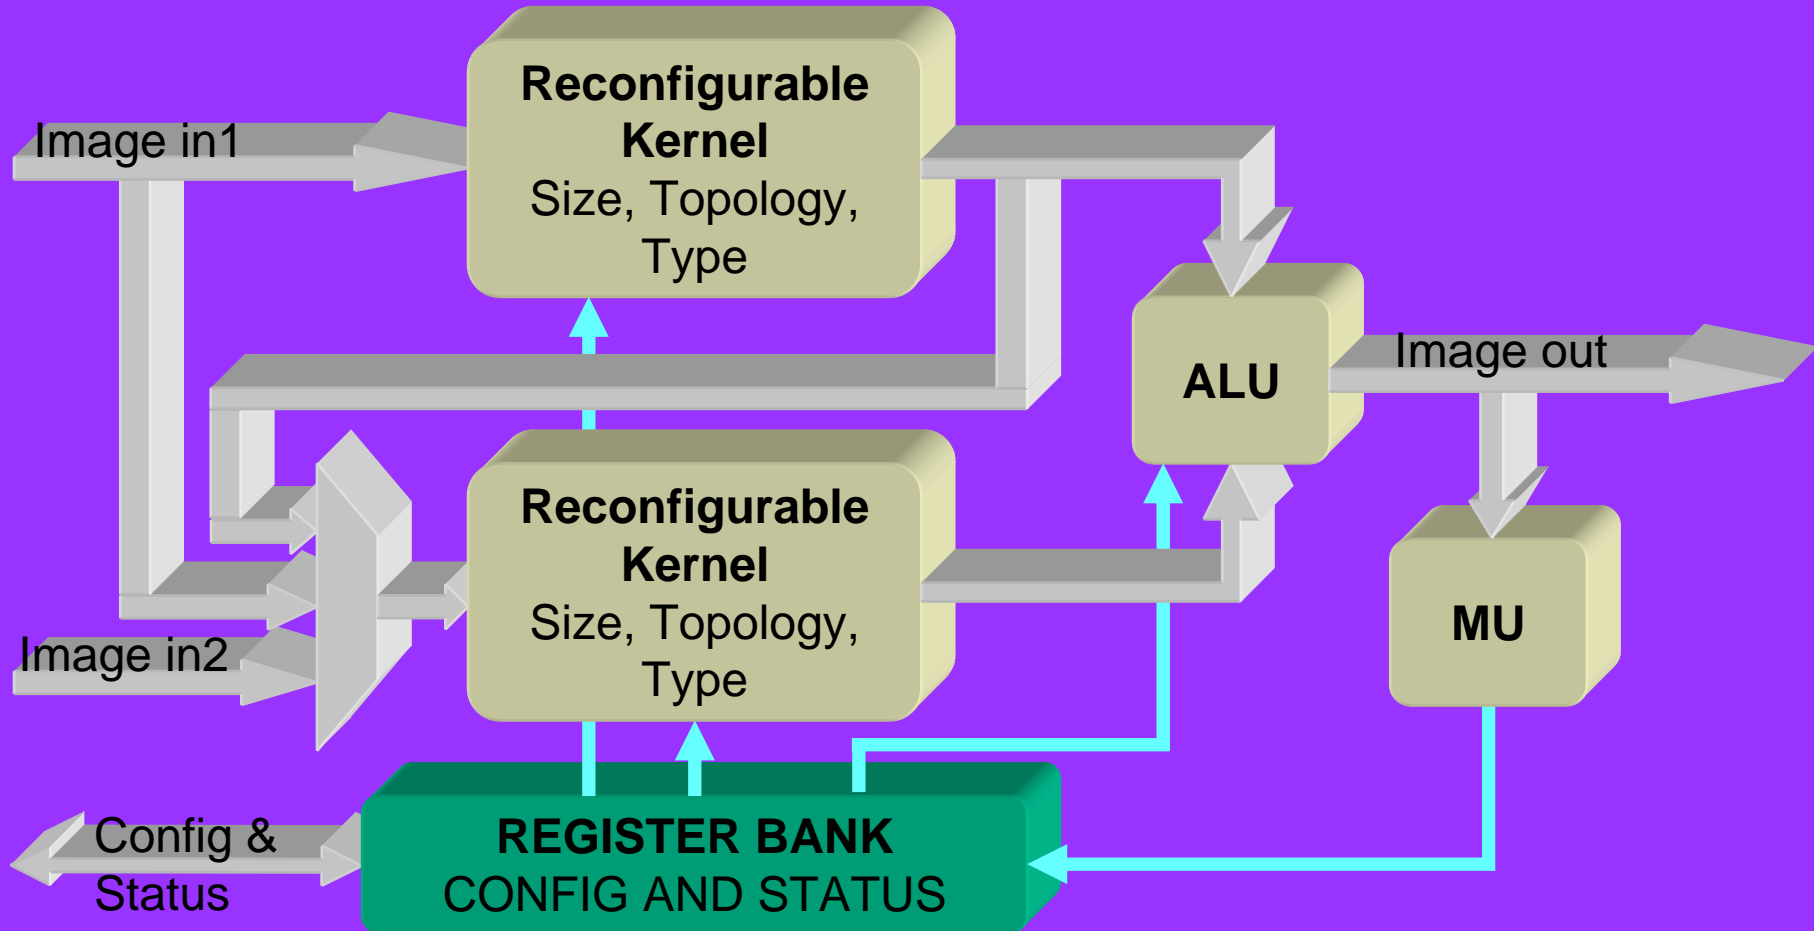 Reconfigurable
Kernel
Size, Topology,
Type
Image in1
ALU
Image out
Reconfigurable
Kernel
Size, Topology,
Type
Image in2
MU
Config &
Status
REGISTER BANK
CONFIG AND STATUS